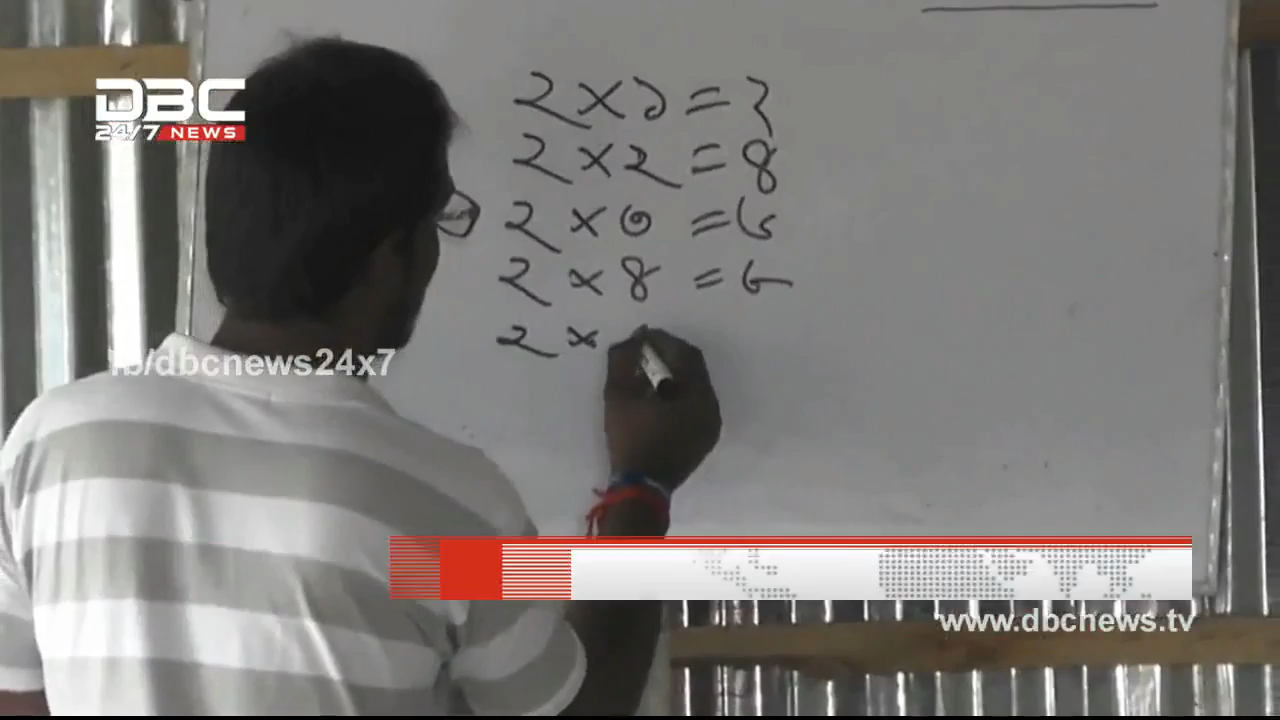 ২ × ১ = ২
DBC
24/7 NEWS
২ × ২ = ৪
২ × ৩ = ৬
২ × ৪ = ৮
২ ×
fb/dbcnews24x7
www.dbcnews.tv